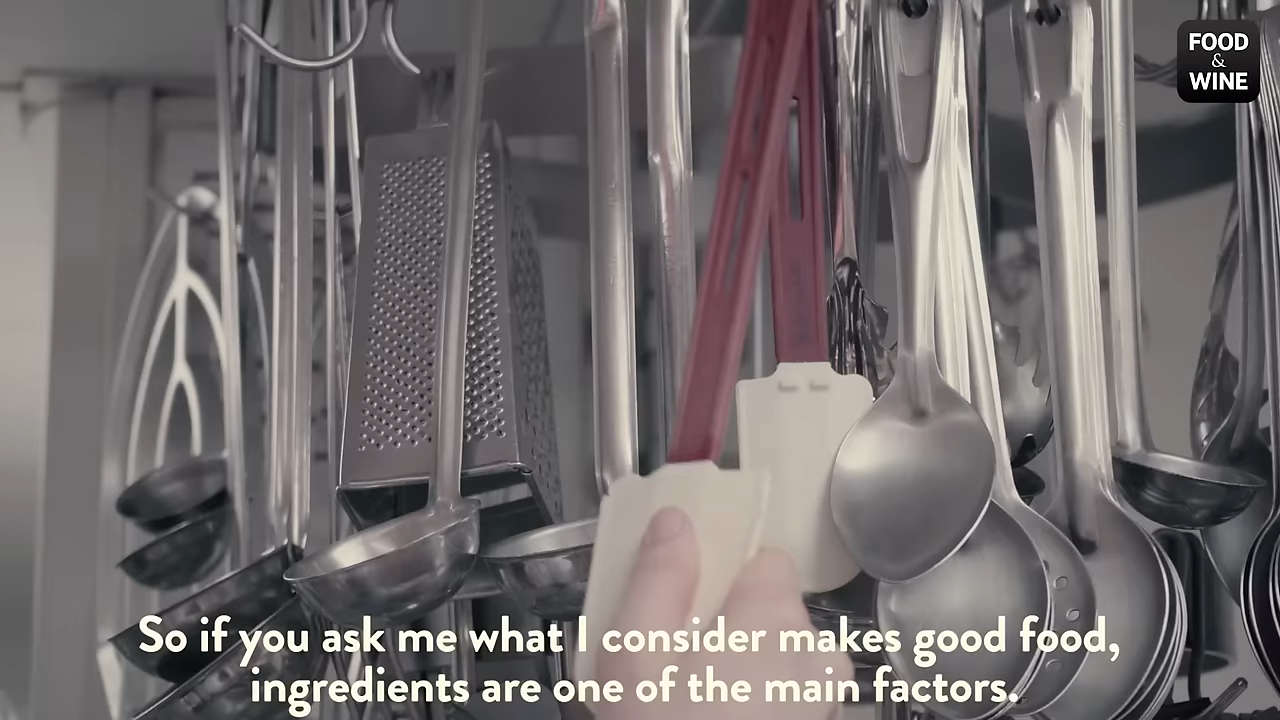 FOOD
&
WINE
So if you ask me what I consider makes good food,
ingredients are one of the main factors.